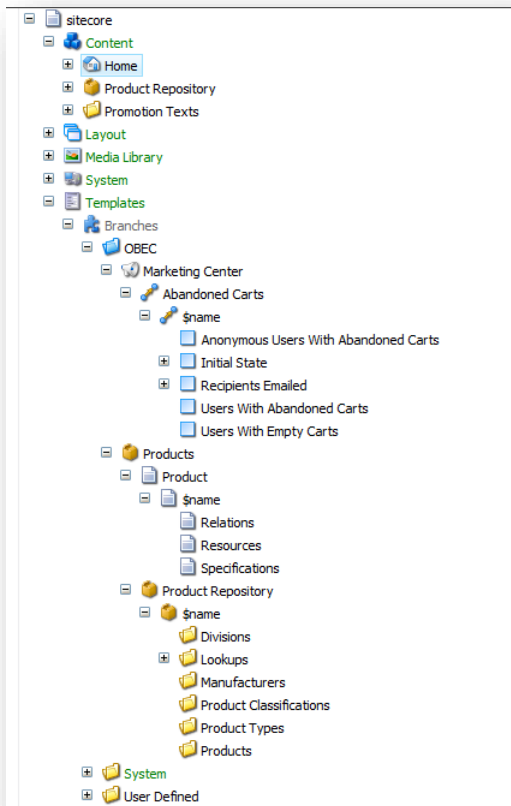 sitecore
Content
Home
Product Repository
Promotion Texts
Layout
Media Library
System
Templates
Branches
OBEC
Marketing Center
Abandoned Carts
$name
Anonymous Users With Abandoned Carts
Initial State
Recipients Emailed
Users With Abandoned Carts
Users With Empty Carts
Products
Product
$name
Relations
Resources
Specifications
Product Repository
$name
Divisions
Lookups
Manufacturers
Product Classifications
Product Types
Products
System
User Defined